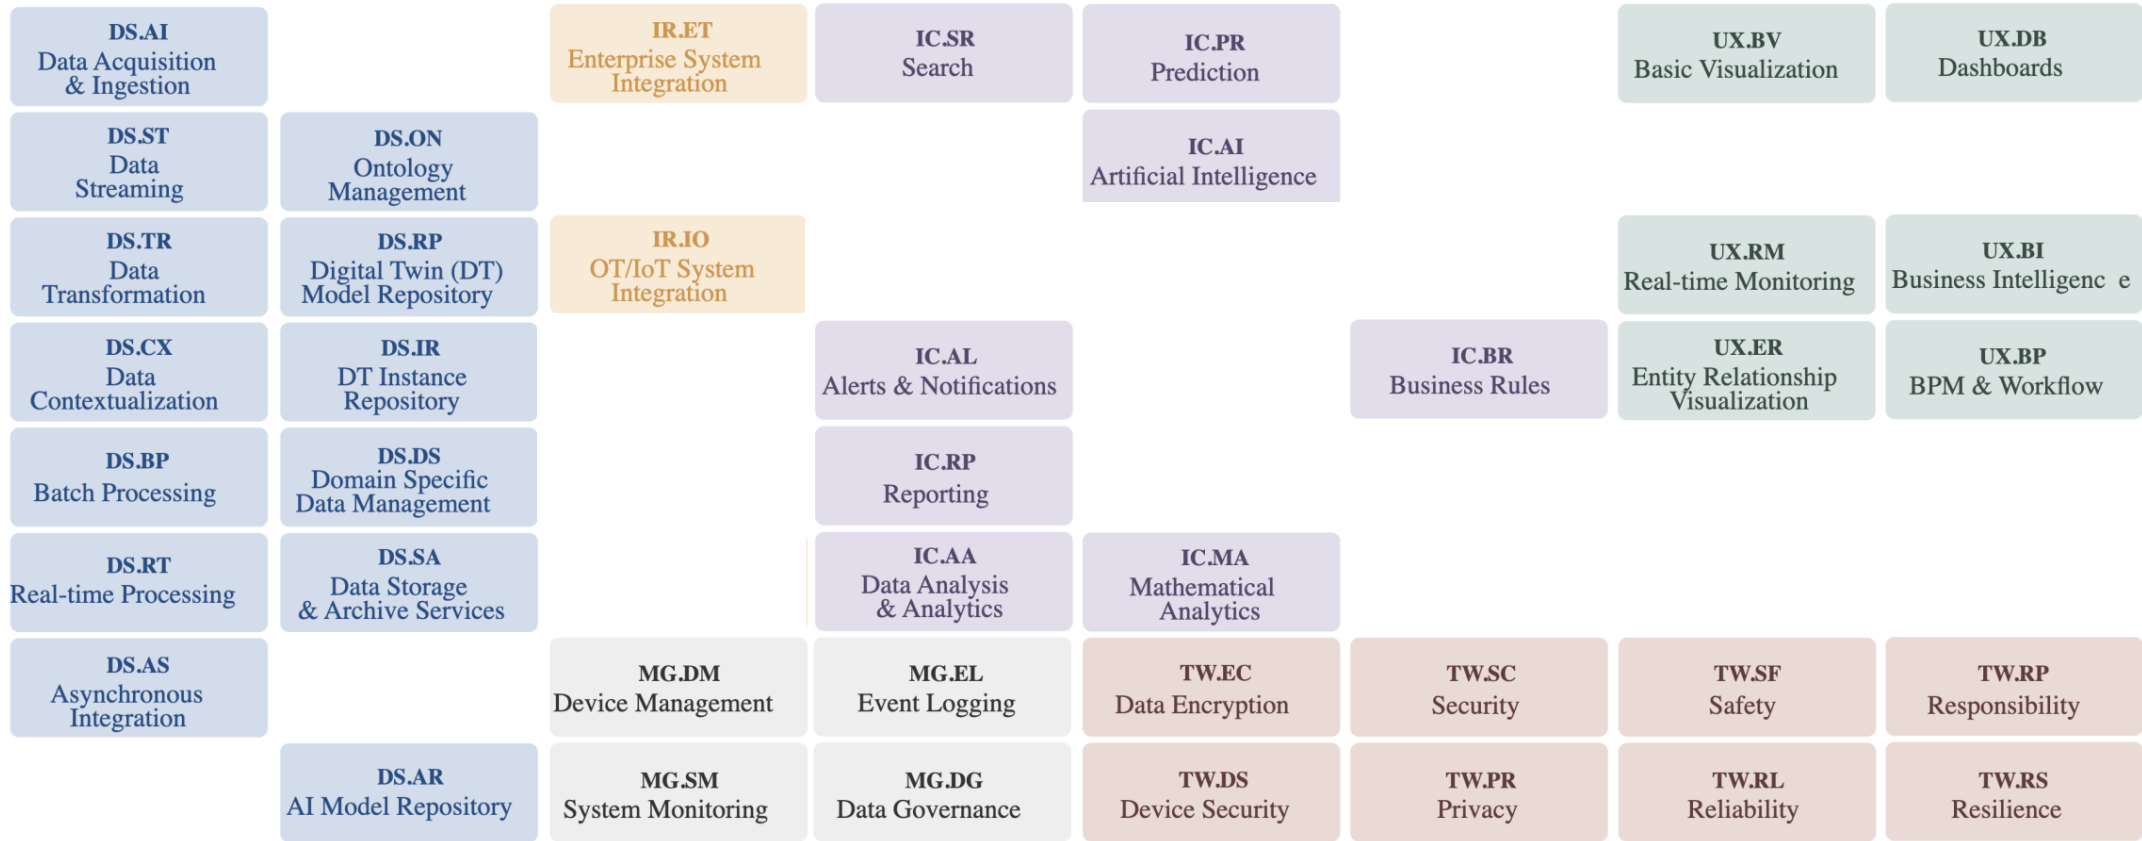 DS.AI
Data Acquisition
& Ingestion
IR.ET
Enterprise System
Integration
IC.SR
Search
IC.PR
Prediction
UX.BV
Basic Visualization
UX.DB
Dashboards
DS.ST
Data
Streaming
DS.ON
Ontology
Management
IC.AI
Artificial Intelligence
DS.TR
Data
Transformation
DS.RP
Digital Twin (DT)
Model Repository
IR.IO
OT/IoT System
Integration
UX.RM
Real-time Monitoring
UX.BI
Business Intelligenc e
DS.CX
Data
Contextualization
DS.IR
DT Instance
Repository
IC.AL
Alerts & Notifications
IC.BR
Business Rules
UX.ER
Entity Relationship
Visualization
UX.BP
BPM & Workflow
DS.BP
Batch Processing
DS.DS
Domain Specific
Data Management
IC.RP
Reporting
DS.RT
Real-time Processing
DS.SA
Data Storage
& Archive Services
IC.AA
Data Analysis
& Analytics
IC.MA
Mathematical
Analytics
DS.AS
Asynchronous
Integration
MG.DM
Device Management
MG.EL
Event Logging
TW.EC
Data Encryption
TW.SC
Security
TW.SF
Safety
TW.RP
Responsibility
DS.AR
AI Model Repository
MG.SM
System Monitoring
MG.DG
Data Governance
TW.DS
Device Security
TW.PR
Privacy
TW.RL
Reliability
TW.RS
Resilience